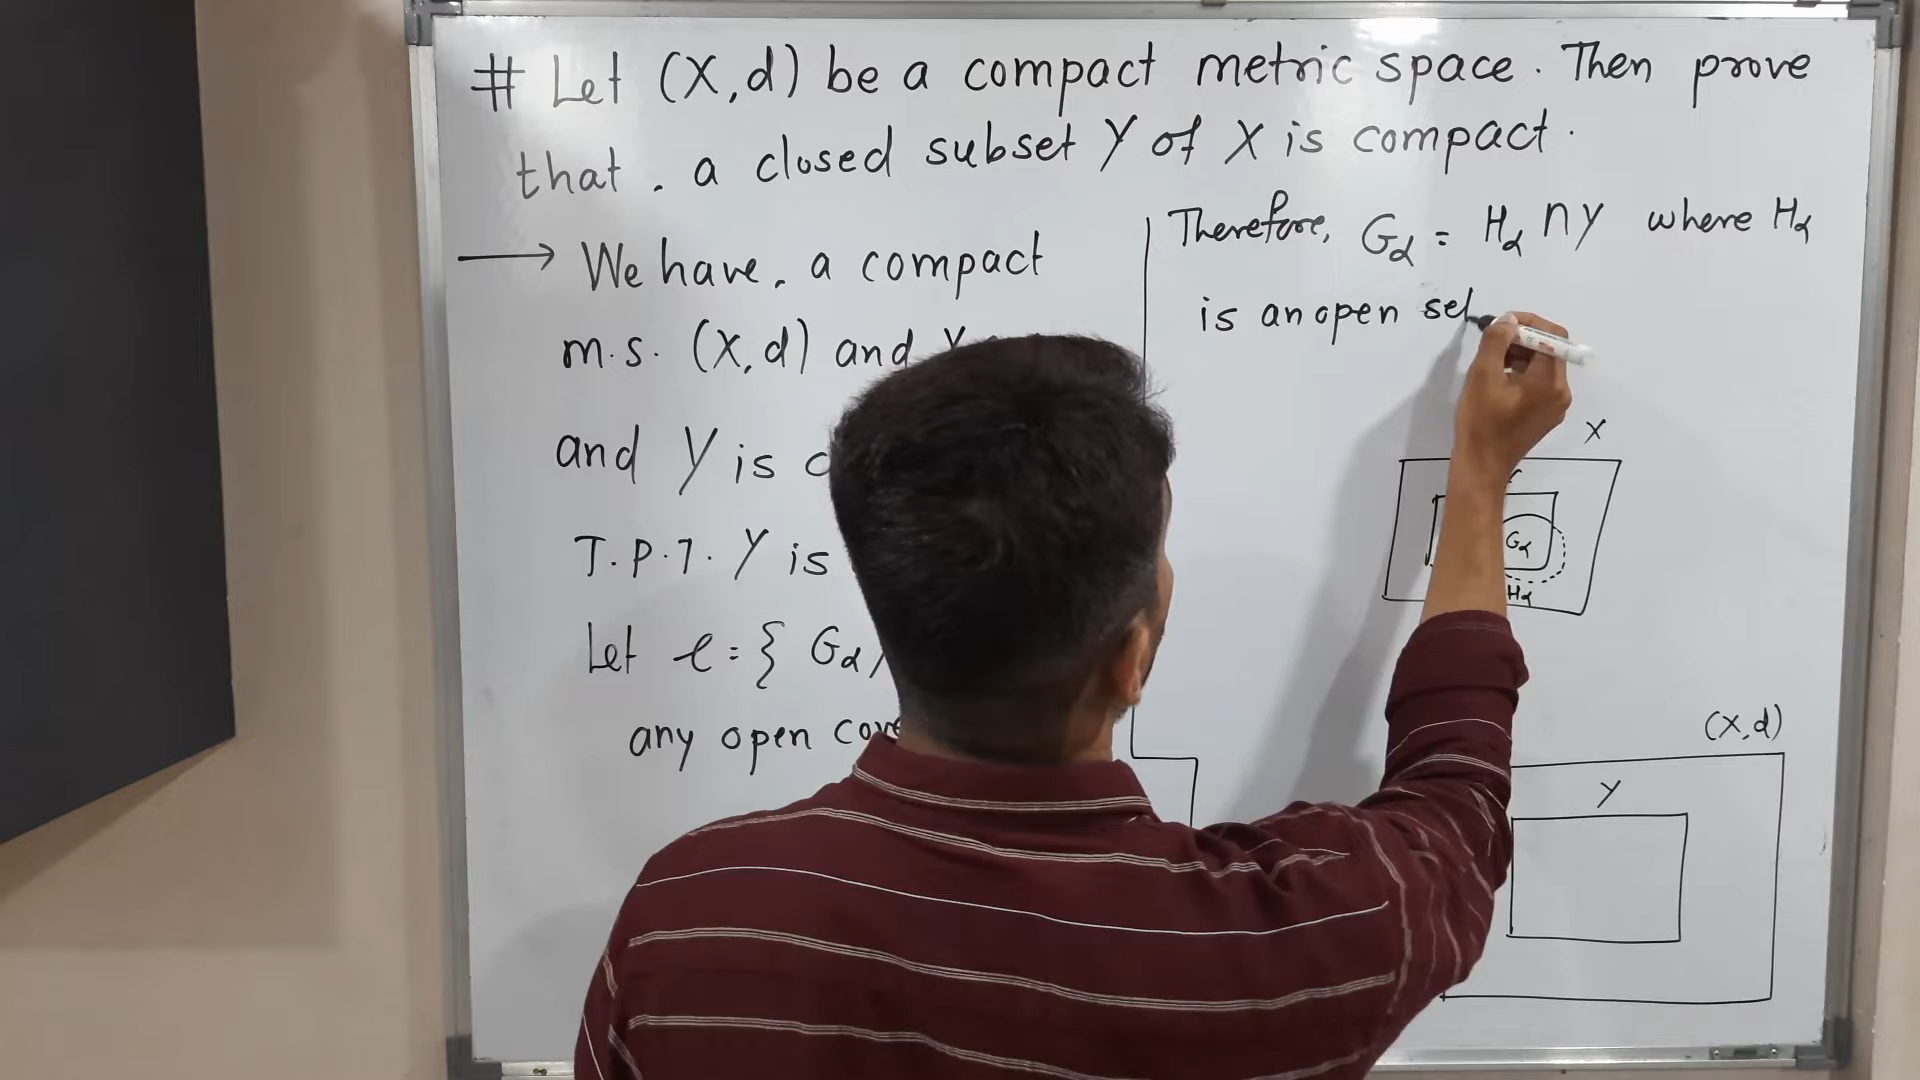 # Let (X,d) be a compact metric space. Then prove
that . a closed subset Y of X is compact.
→ We have, a compact
m.s. (X,d) and Y
and Y is
T.P.T. Y is
Let ℓ = { Gα /
any open cove
Therefore, Gα = Hα ∩ Y where Hα
is an open set
X
Gα
Hα
(X,d)
Y